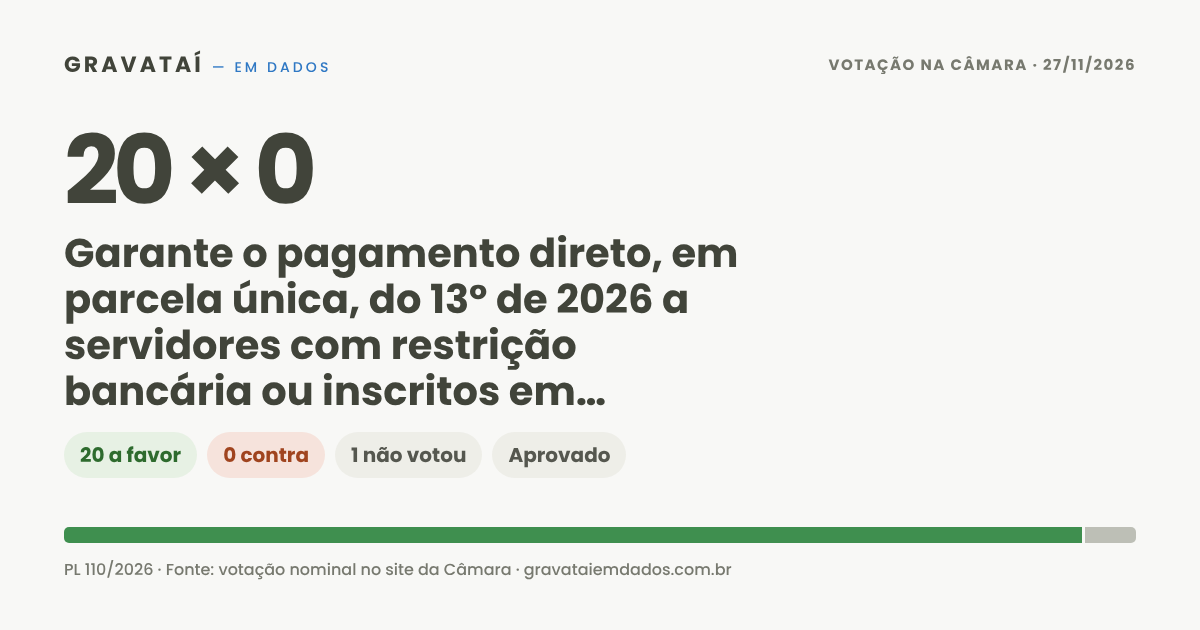 GRAVATAÍ — EM DADOS
VOTAÇÃO NA CÂMARA · 27/11/2026
20 × 0
Garante o pagamento direto, em
parcela única, do 13º de 2026 a
servidores com restrição
bancária ou inscritos em...
20 a favor 0 contra 1 não votou Aprovado
PL 110/2026 · Fonte: votação nominal no site da Câmara · gravataiemdados.com.br